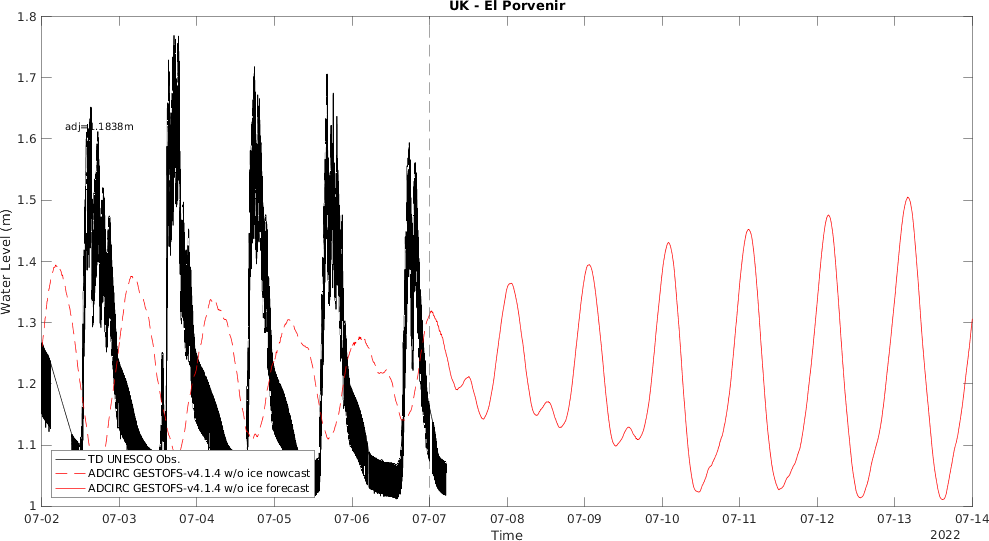 UK - El Porvenir
1.8
1.7
adj=1.1838m
1.6
1.5
1.4
Water Level (m)
1.3
1.2
1.1
TD UNESCO Obs.
ADCIRC GESTOFS-v4.1.4 w/o ice nowcast
ADCIRC GESTOFS-v4.1.4 w/o ice forecast
1
07-02 07-03 07-04 07-05 07-06 07-07 07-08 07-09 07-10 07-11 07-12 07-13 07-14
Time
2022